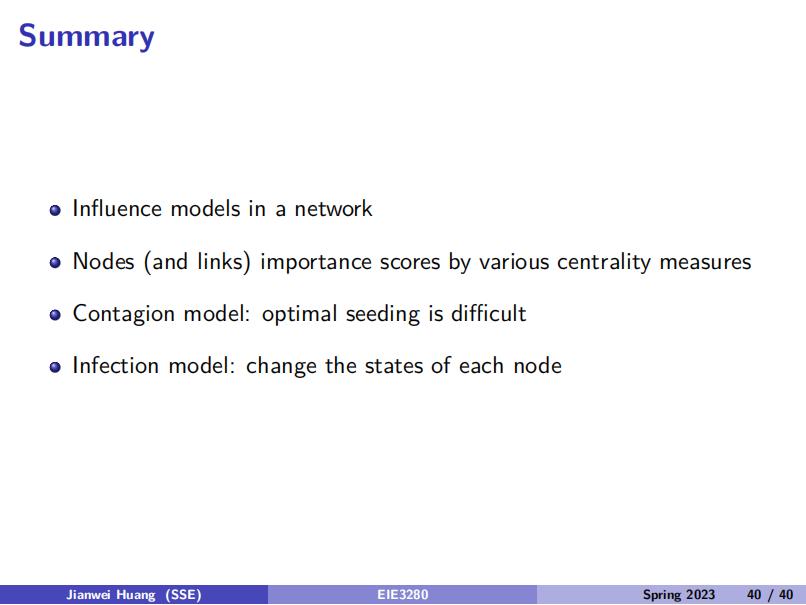 Summary
Influence models in a network
Nodes (and links) importance scores by various centrality measures
Contagion model: optimal seeding is difficult
Infection model: change the states of each node
Jianwei Huang (SSE) EIE3280 Spring 2023 40 / 40